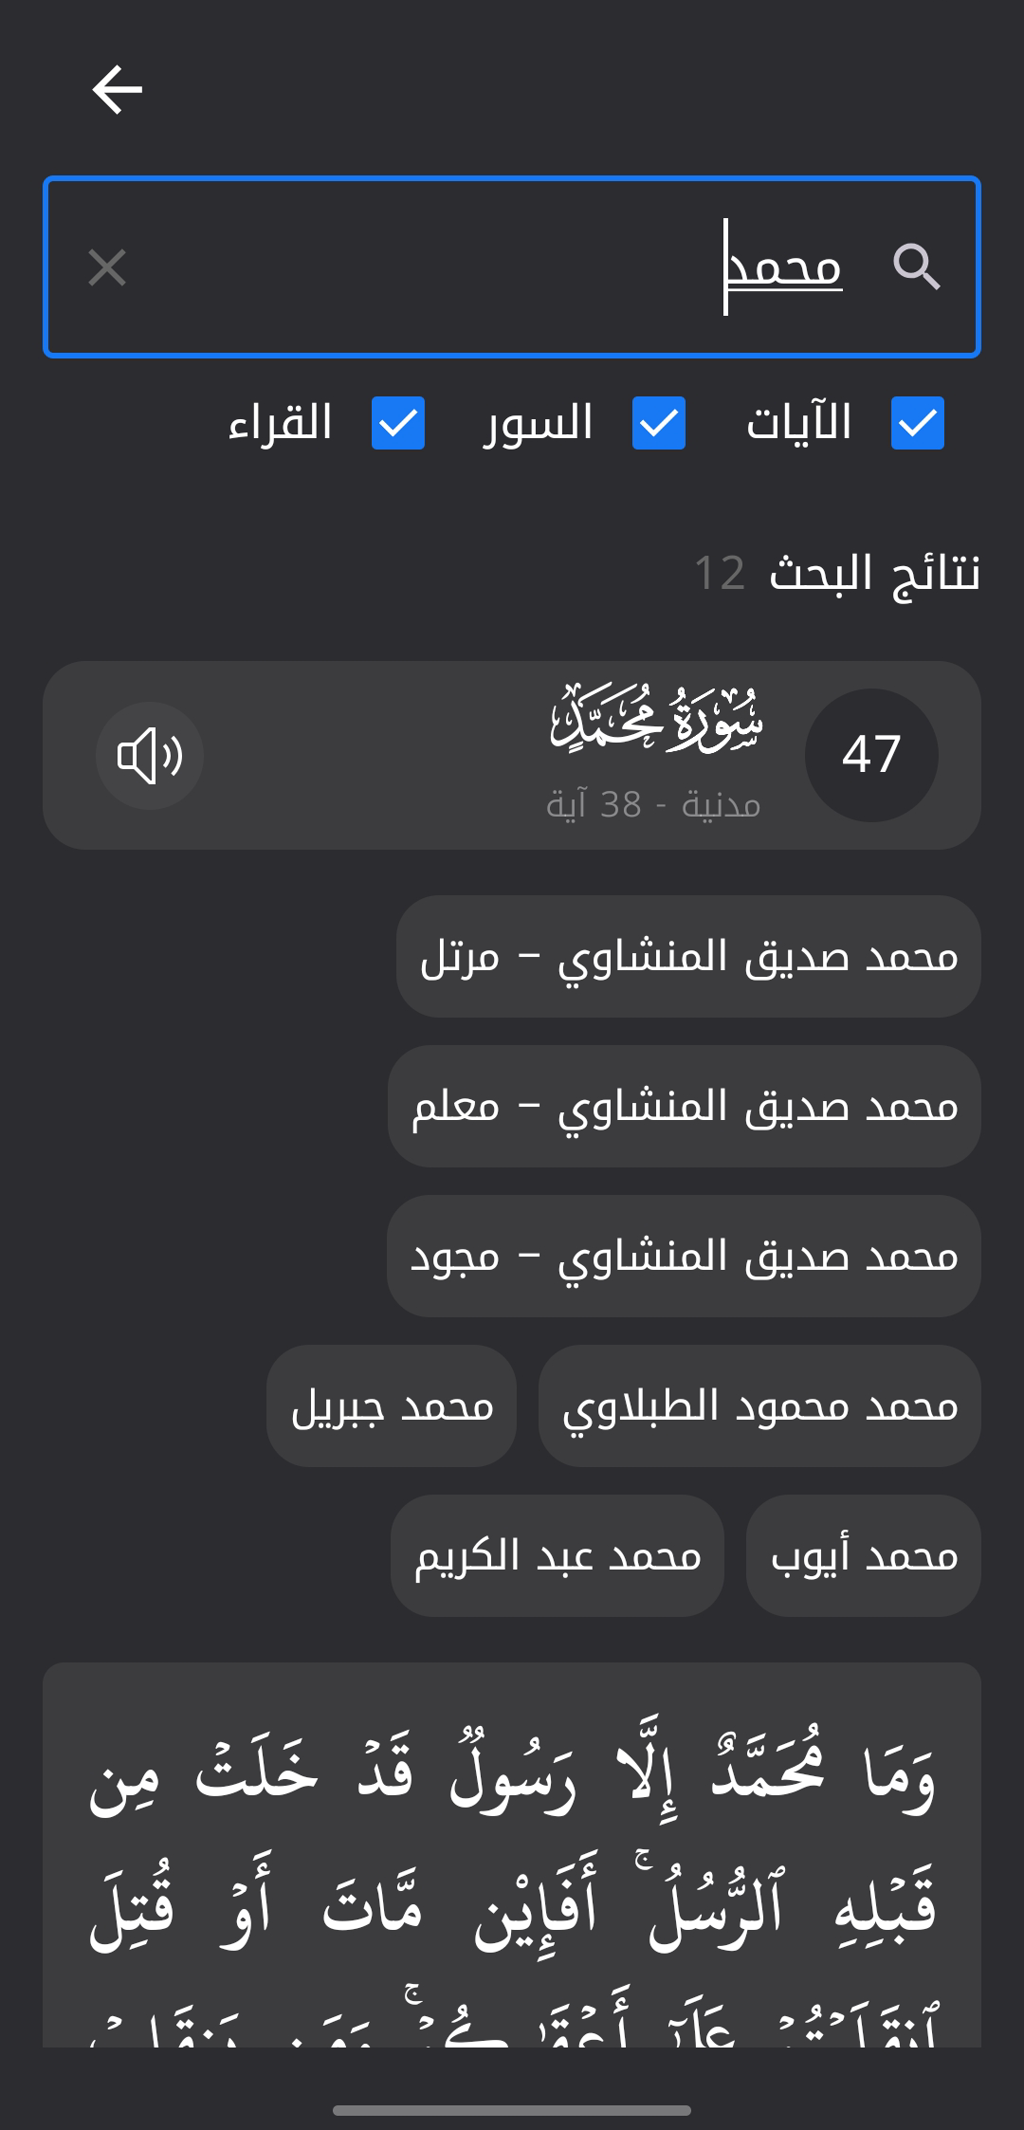 محمد
الآيات السور القراء
نتائج البحث 12
47
سُورَةُ مُحَمَّدٍ
مدنية - 38 آية
محمد صديق المنشاوي – مرتل
محمد صديق المنشاوي – معلم
محمد صديق المنشاوي – مجود
محمد محمود الطبلاوي محمد جبريل
محمد أيوب محمد عبد الكريم
وَمَا مُحَمَّدٌ إِلَّا رَسُولٌ قَدۡ خَلَتۡ مِن
قَبۡلِهِ ٱلرُّسُلُۚ أَفَإِيْن مَّاتَ أَوۡ قُتِلَ